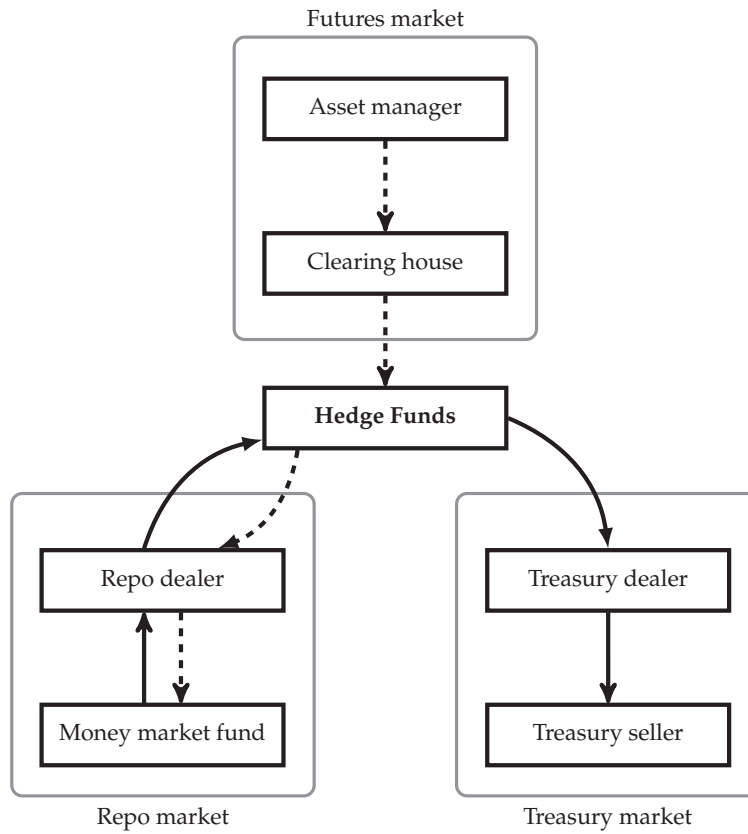 Futures market
Asset manager
Clearing house
Hedge Funds
Repo dealer
Treasury dealer
Money market fund
Treasury seller
Repo market
Treasury market